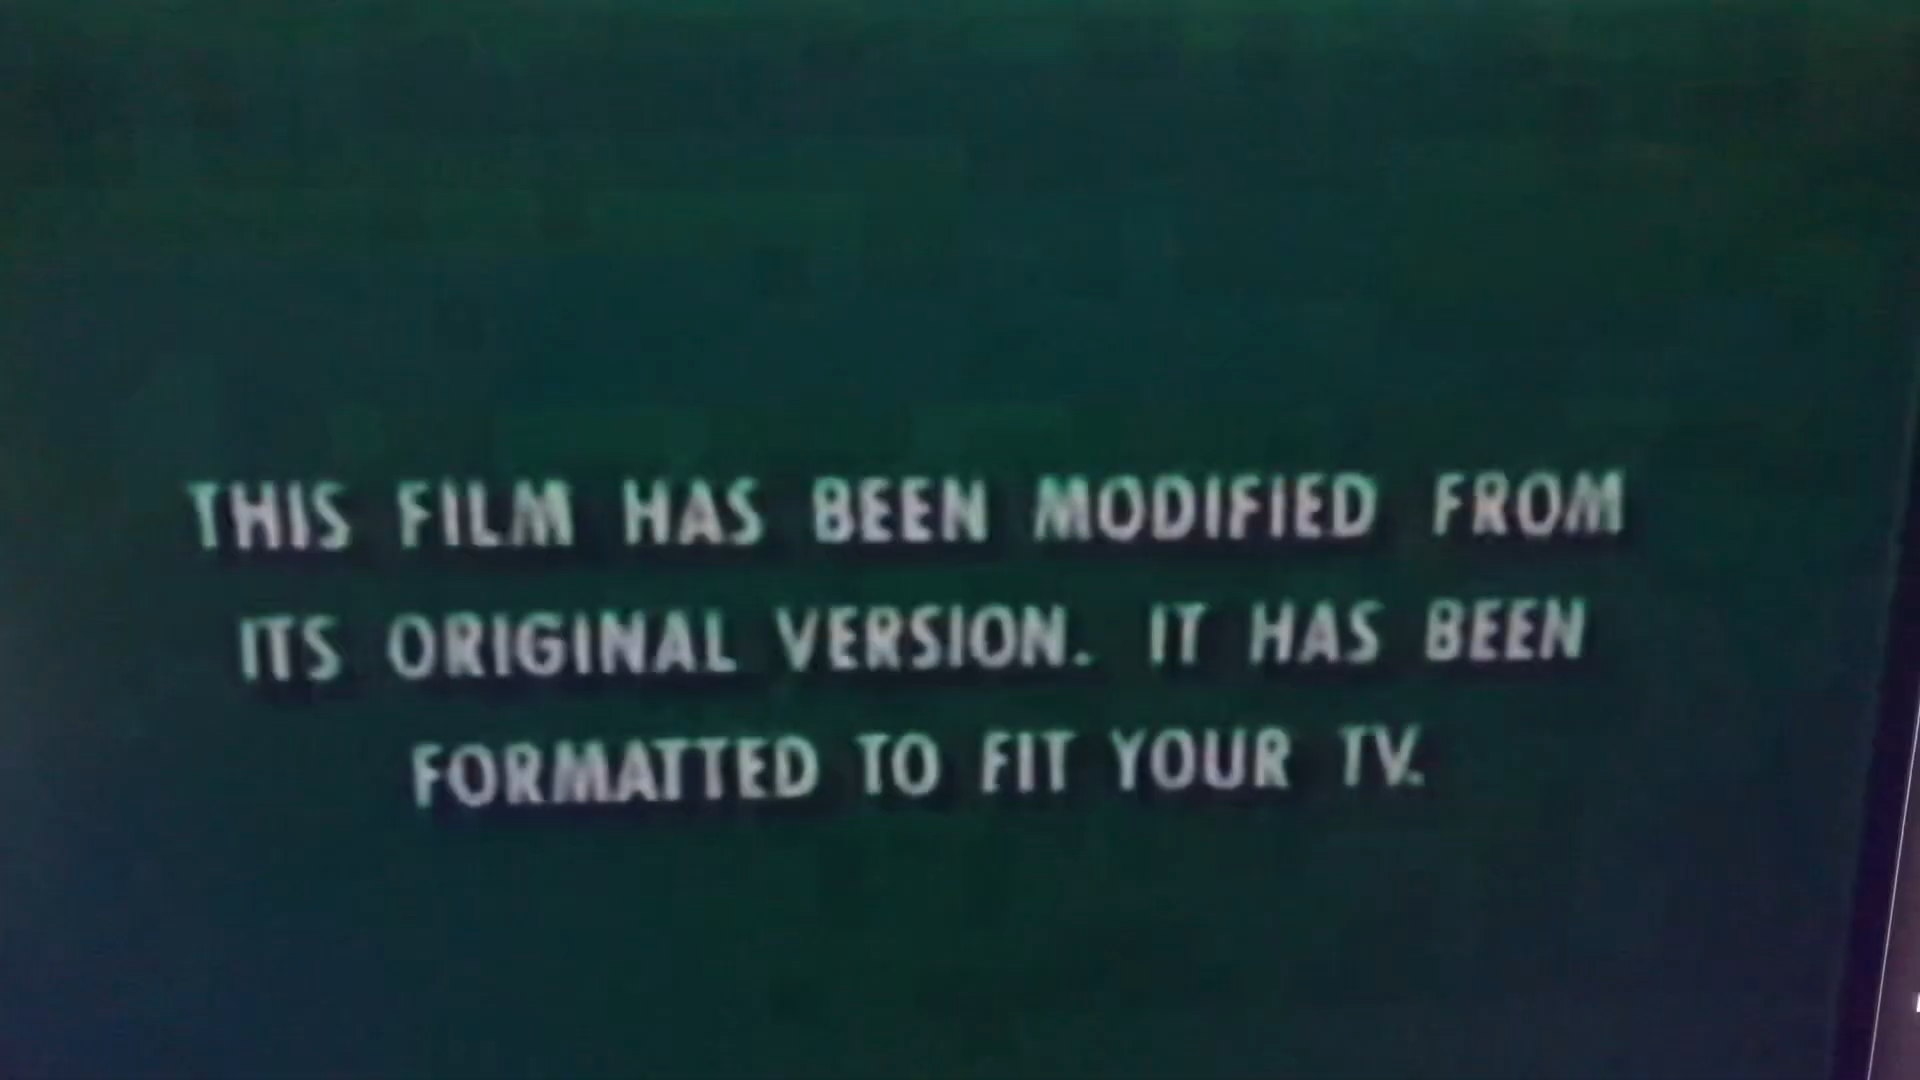 THIS FILM HAS BEEN MODIFIED FROM
ITS ORIGINAL VERSION. IT HAS BEEN
FORMATTED TO FIT YOUR TV.